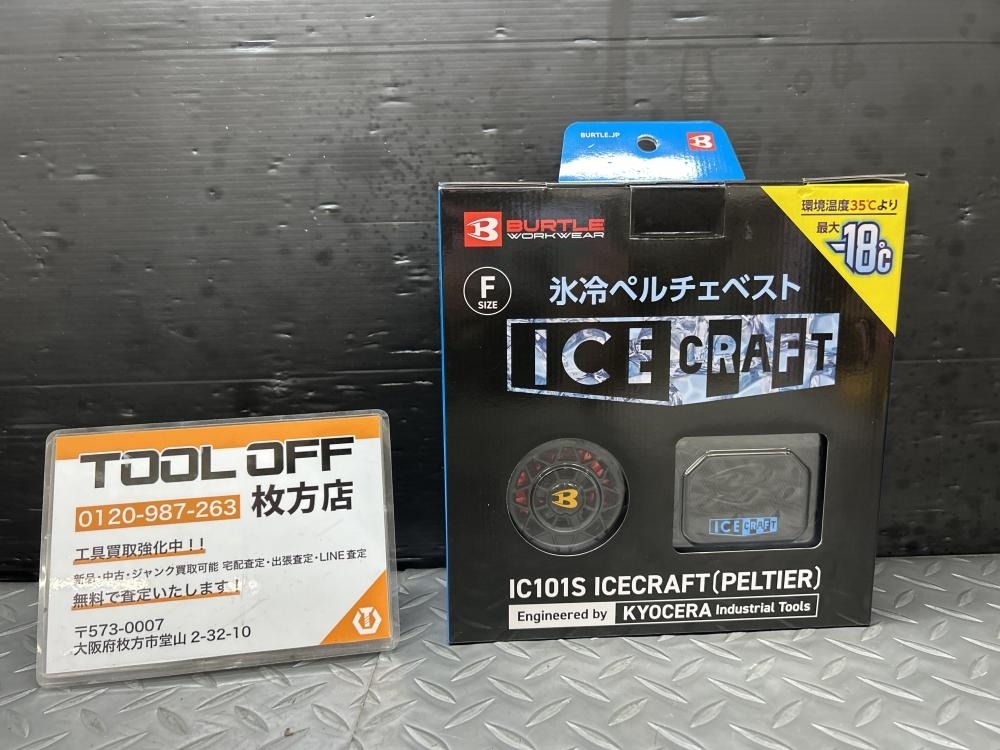 TOOL OFF
0120-987-263 枚方店
工具買取強化中！！
新品・中古・ジャンク買取可能 宅配査定・出張査定・LINE査定
無料で査定いたします！
〒573-0007
大阪府枚方市堂山 2-32-10
BURTLE.JP
B
BURTLE
WORKWEAR
環境温度35℃より
最大
-18℃
F
SIZE
氷冷ペルチェベスト
ICE CRAFT
B
ICE CRAFT
IC101S ICECRAFT(PELTIER)
Engineered by KYOCERA Industrial Tools